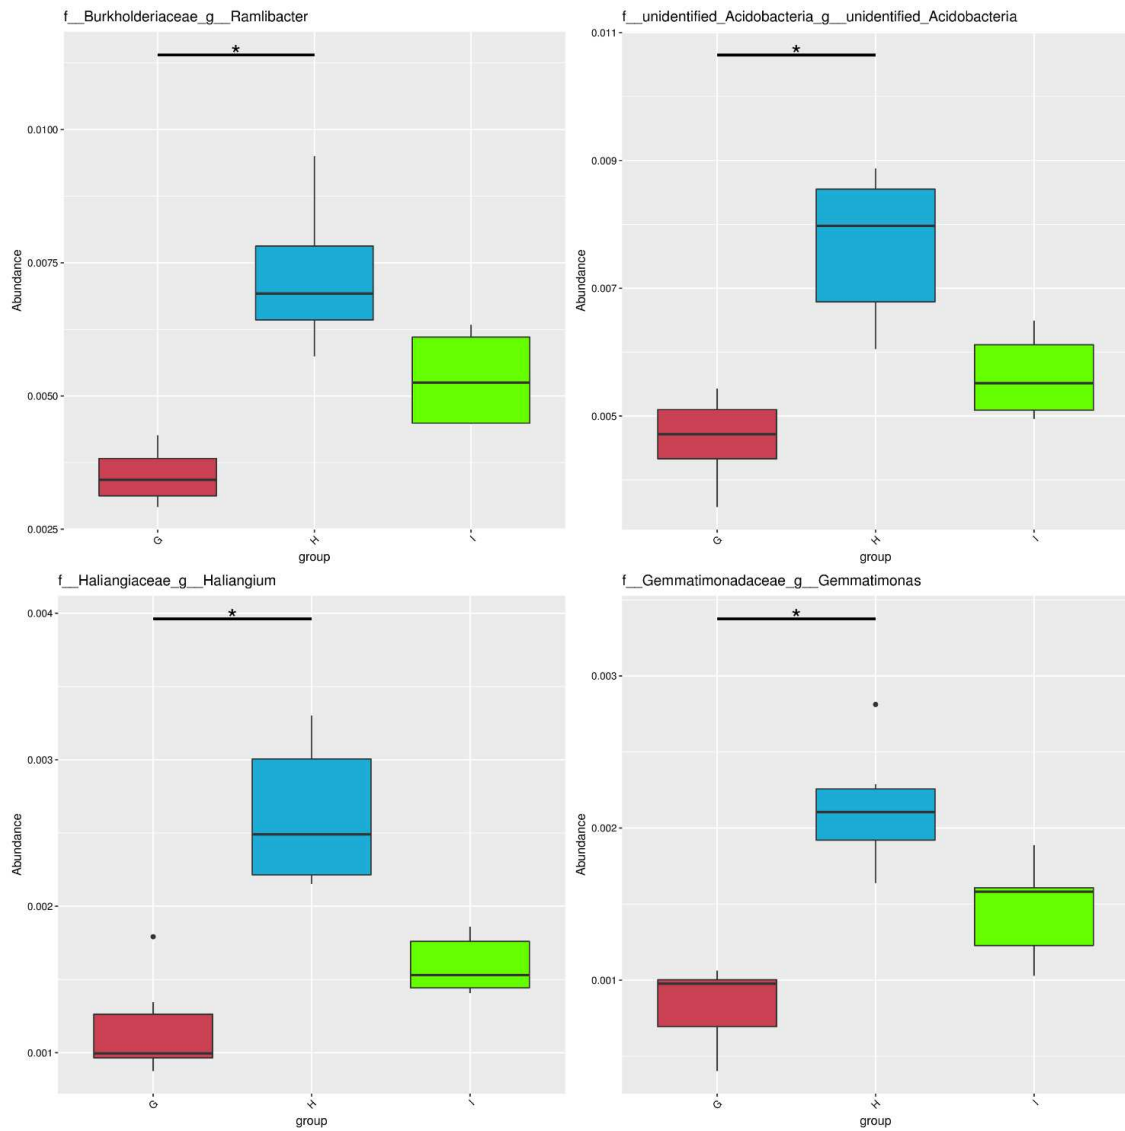 f__Burkholderiaceae_g__Ramlibacter
*
0.0100
0.0075
0.0050
0.0025
Abundance
G
H
I
group
f__unidentified_Acidobacteria_g__unidentified_Acidobacteria
*
0.011
0.009
0.007
0.005
Abundance
G
H
I
group
f__Haliangiaceae_g__Haliangium
*
0.004
0.003
0.002
0.001
Abundance
G
H
I
group
f__Gemmatimonadaceae_g__Gemmatimonas
*
0.003
0.002
0.001
Abundance
G
H
I
group